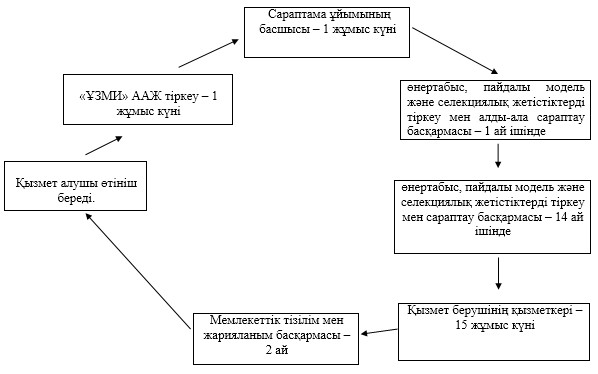 Сараптама ұйымының
басшысы – 1 жұмыс күні
«ҰЗМИ» ААЖ тіркеу – 1
жұмыс күні
өнертабыс, пайдалы модель
және селекциялық жетістіктерді
тіркеу мен алды-ала сараптау
басқармасы – 1 ай ішінде
Қызмет алушы өтініш
береді.
өнертабыс, пайдалы модель және
селекциялық жетістіктерді тіркеу
мен сараптау басқармасы – 14 ай
ішінде
Қызмет берушінің қызметкері –
15 жұмыс күні
Мемлекеттік тізілім мен
жарияланым басқармасы –
2 ай